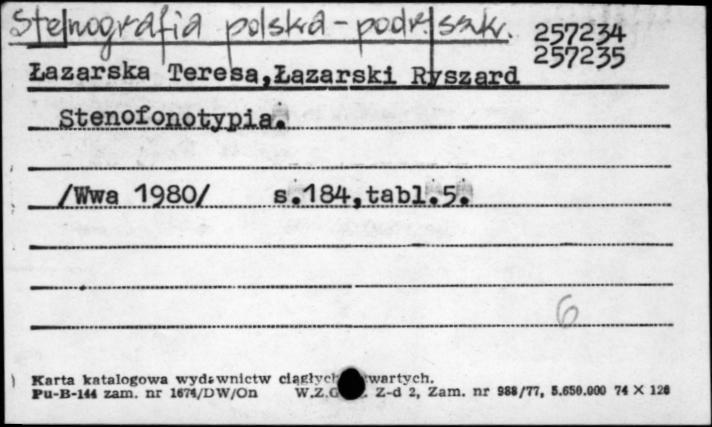 Stenografia polska - podr. szk.
257234
257235
Łazarska Teresa, Łazarski Ryszard
Stenofonotypia.
/Wwa 1980/ s.184,tabl.5.
6
Karta katalogowa wydawnictw ciągłych wartych.
Pu-B-144 zam. nr 1674/DW/On W.Z.G. Z-d 2, Zam. nr 988/77, 5.650.000 74 X 126